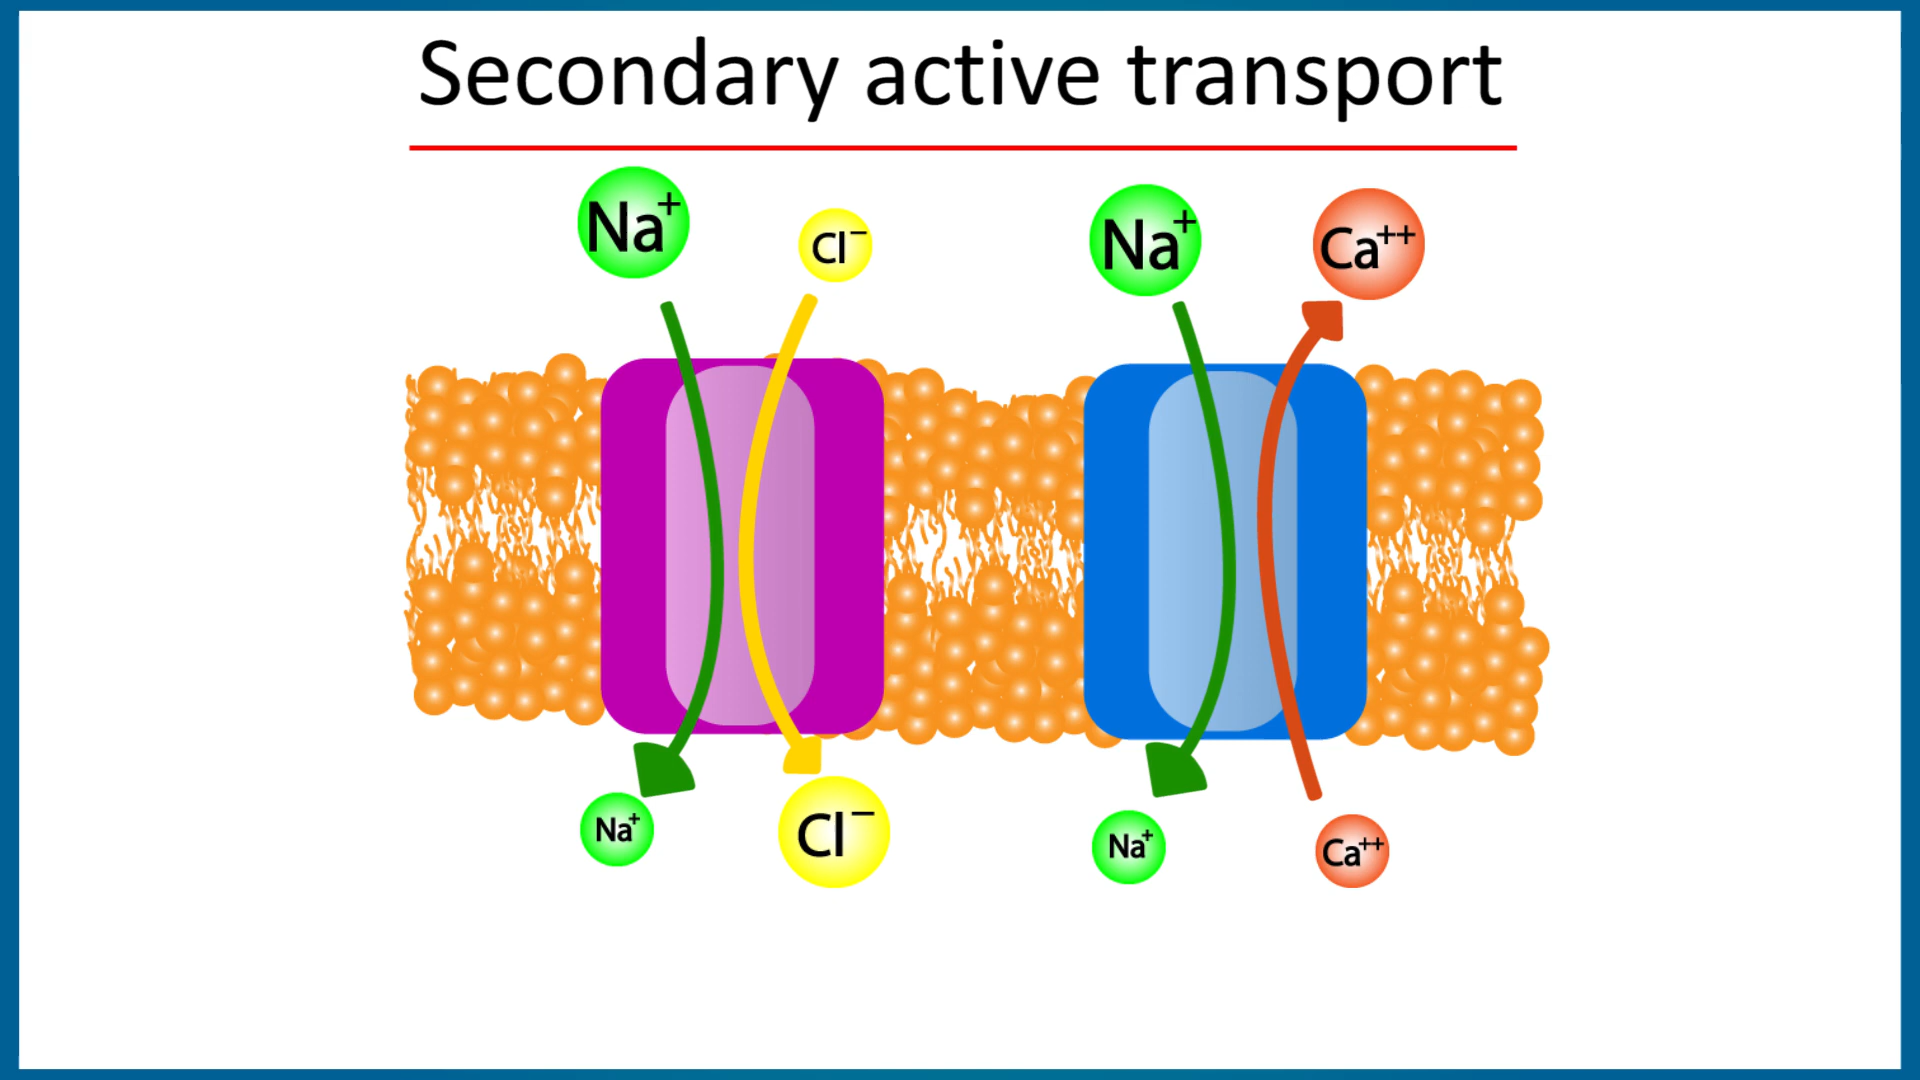 Secondary active transport
Na⁺ Cl⁻ Na⁺ Ca⁺⁺
Na⁺ Cl⁻ Na⁺ Ca⁺⁺